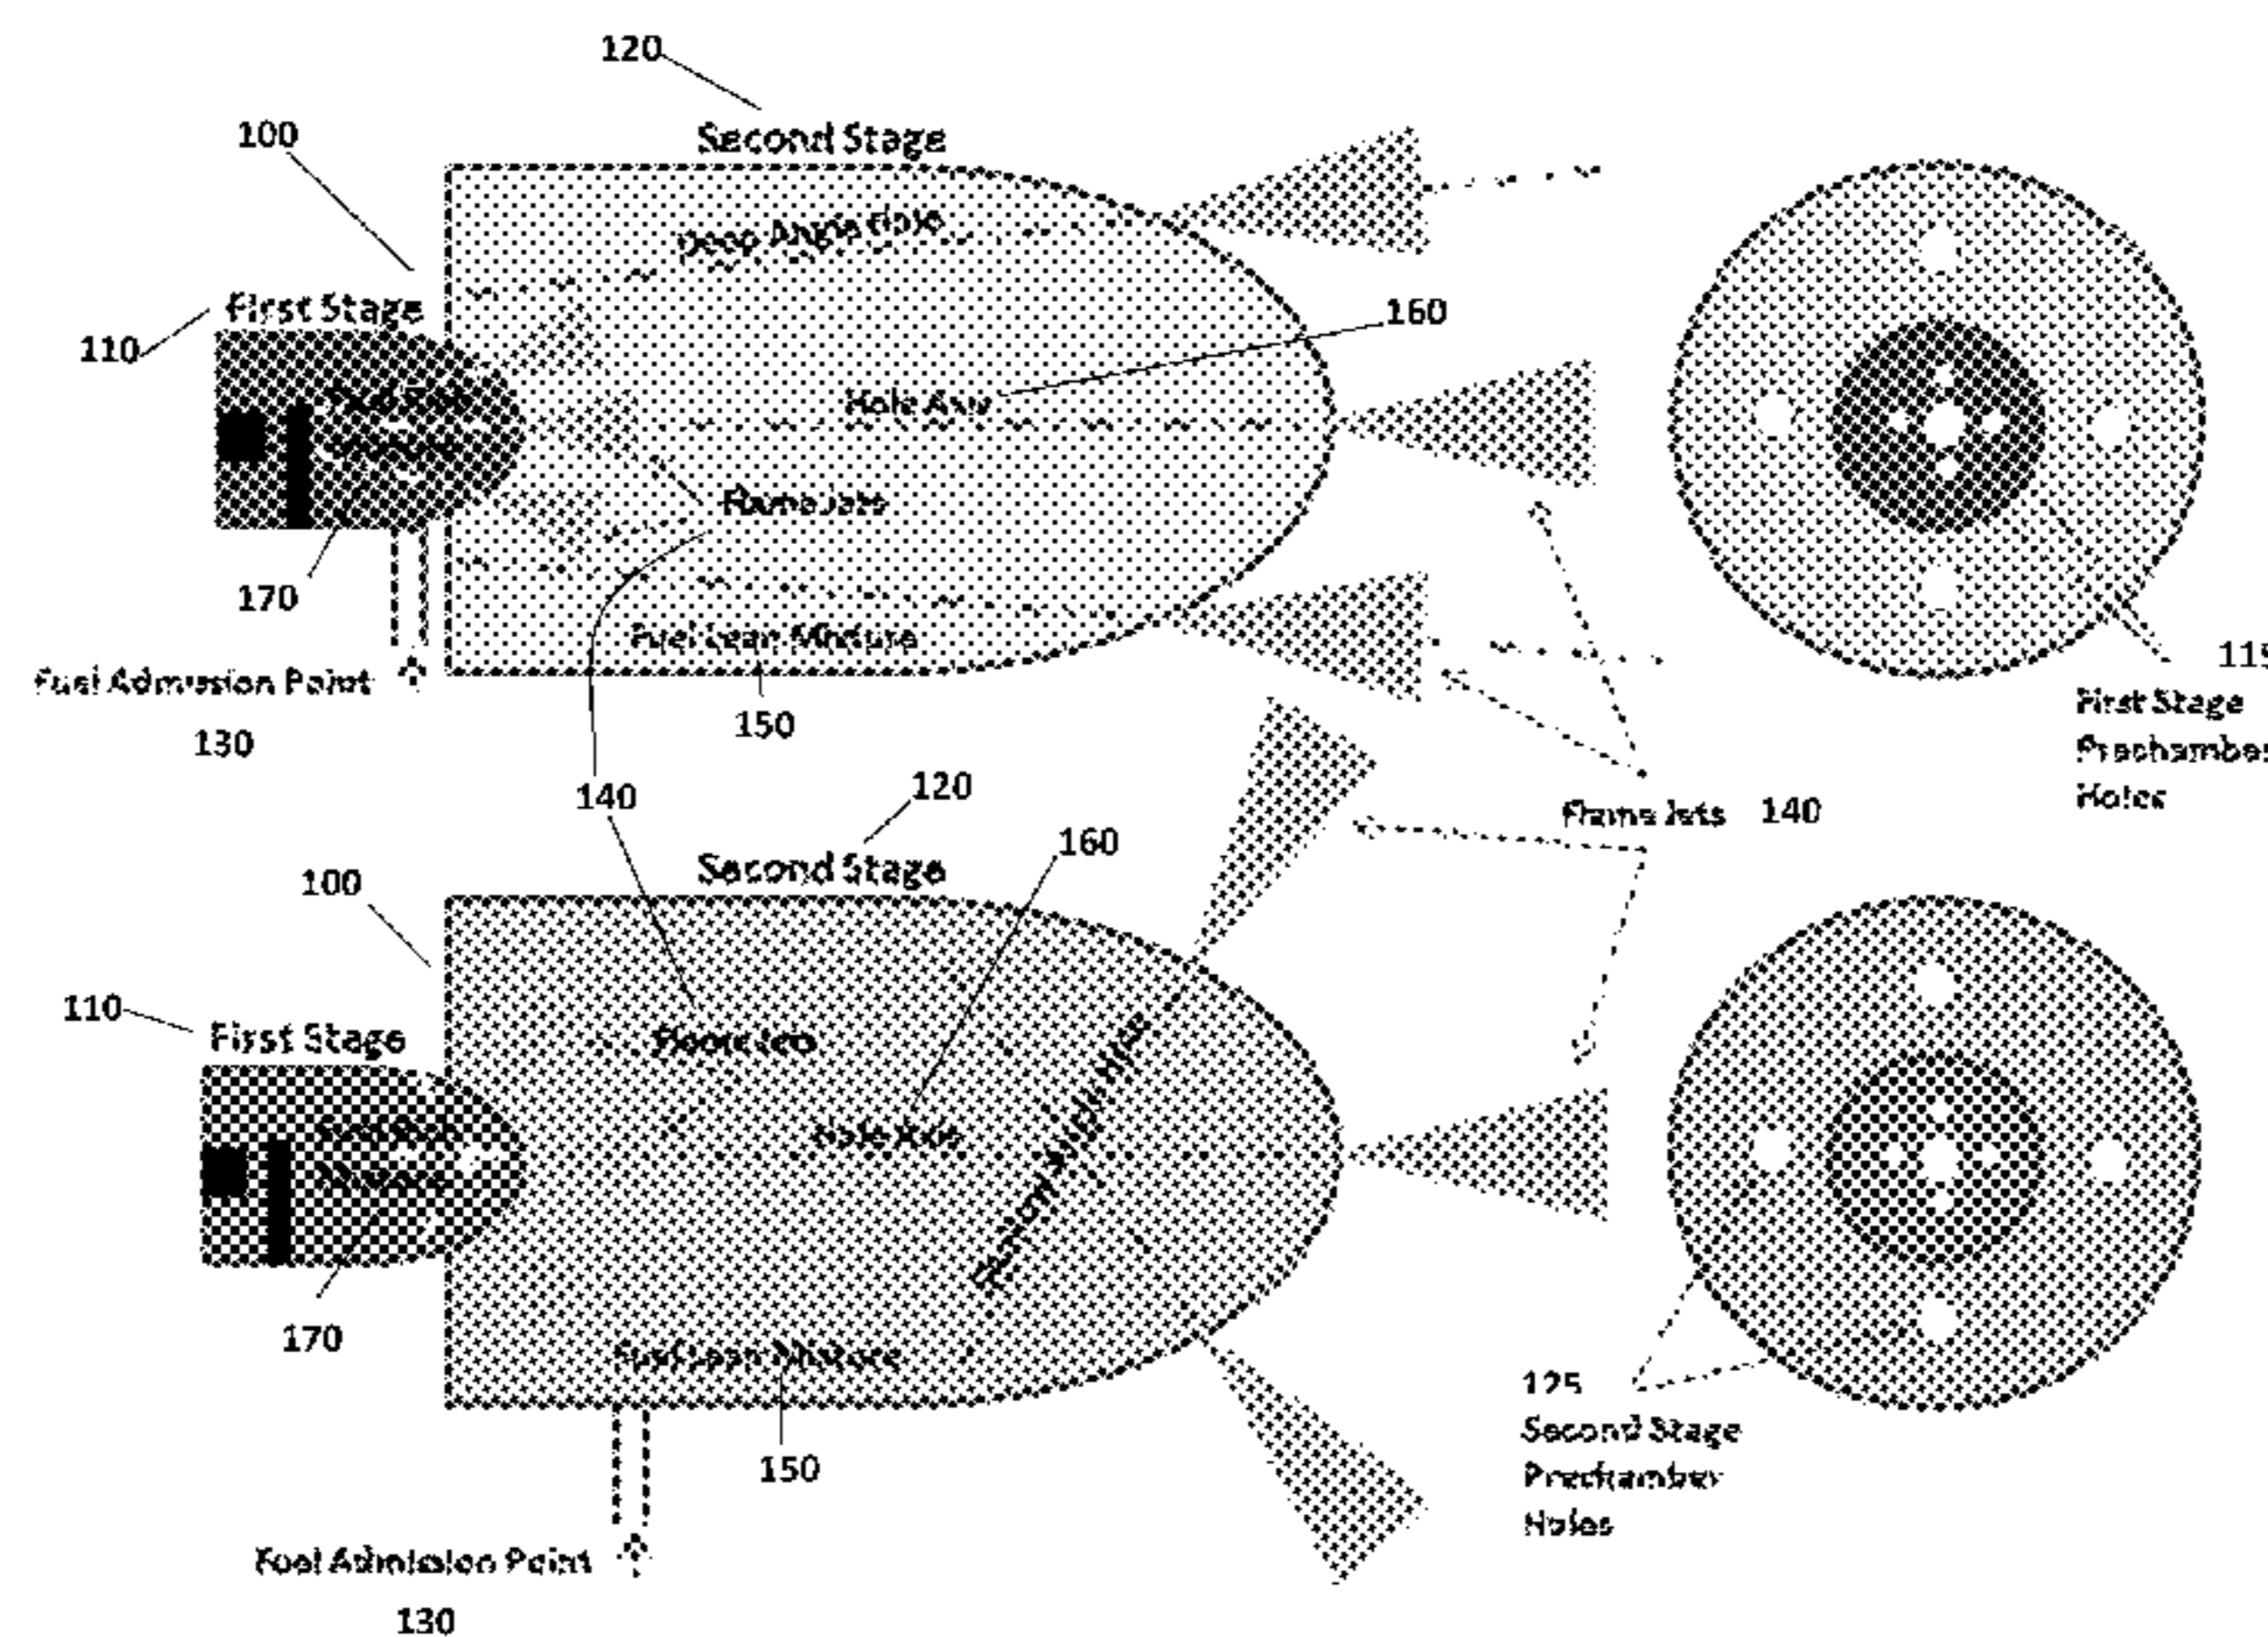 120
Second Stage
100
Deep Angle Hole
First Stage
110
160
Hole Axis
Flame Jets
170
Fuel Lean Mixture
Fuel Admission Point
130
150
115
First Stage
Prechamber
Holes
140
Flame Jets 140
120
Second Stage
160
100
110
First Stage
Flame Jets
Hole Axis
Mixture
170
Fuel Lean Mixture
150
125
Second Stage
Prechamber
Holes
Fuel Admission Point
130